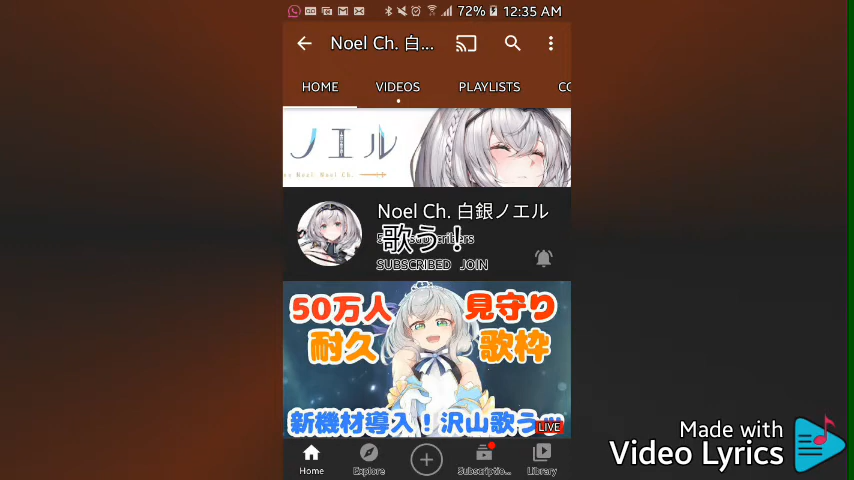 72% 12:35 AM
Noel Ch. 白...
HOME VIDEOS PLAYLISTS CO
ノエル
Noel Ch. 白銀ノエル
歌う!
SUBSCRIBED JOIN
50万人 見守り
耐久 歌枠
新機材導入!沢山歌う
LIVE
Home Explore Subscriptio... Library
Made with
Video Lyrics